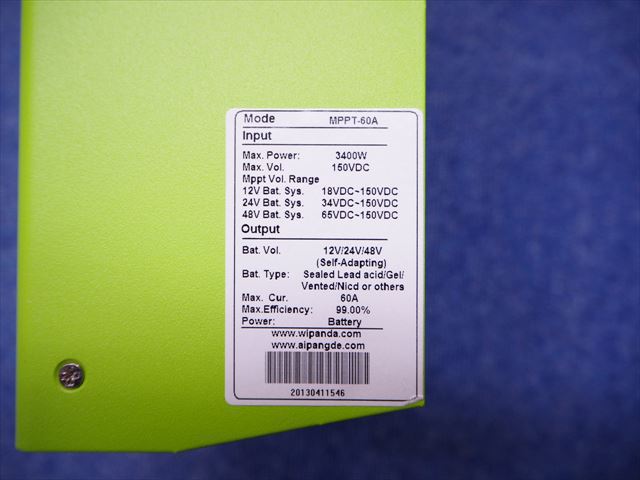 Mode MPPT-60A
Input
Max. Power: 3400W
Max. Vol. 150VDC
Mppt Vol. Range
12V Bat. Sys. 18VDC~150VDC
24V Bat. Sys. 34VDC~150VDC
48V Bat. Sys. 65VDC~150VDC
Output
Bat. Vol. 12V/24V/48V
(Self-Adapting)
Bat. Type: Sealed Lead acid/Gel/
Vented/Nicd or others
Max. Cur. 60A
Max.Efficiency: 99.00%
Power: Battery
www.wipanda.com
www.aipangde.com
20130411546